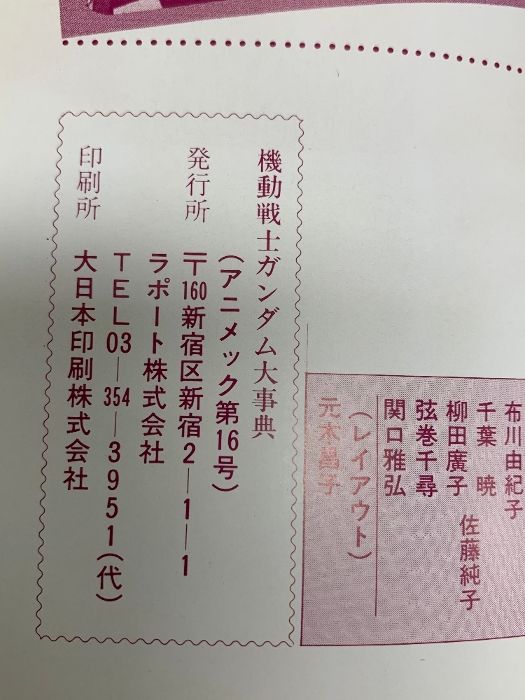 布川由紀子
千葉　暁
柳田廣子　佐藤純子
弦巻千尋
関口雅弘
（レイアウト）
元木昌子
機動戦士ガンダム大事典
（アニメック第16号）
発行所　〒160新宿区新宿2―1―1
ラポート株式会社
TEL03―354―3951（代）
印刷所　大日本印刷株式会社